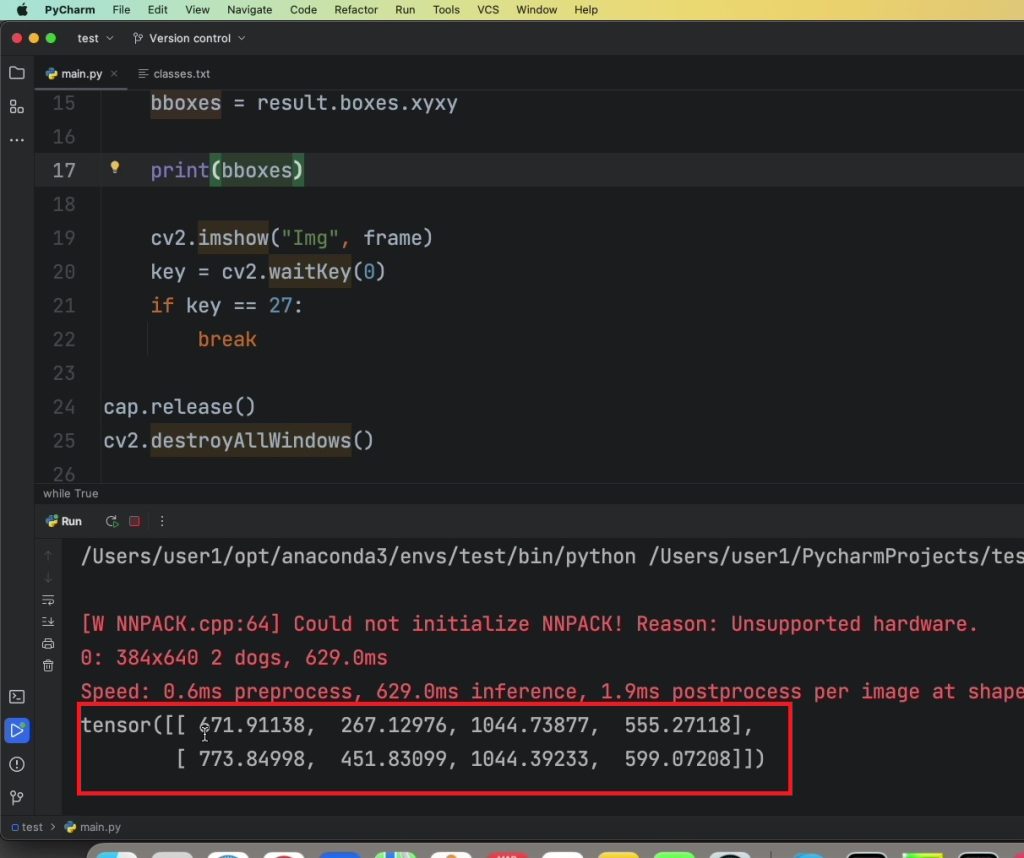 PyCharm File Edit View Navigate Code Refactor Run Tools VCS Window Help
test Version control
main.py classes.txt
15 bboxes = result.boxes.xyxy
16
17 print(bboxes)
18
19 cv2.imshow("Img", frame)
20 key = cv2.waitKey(0)
21 if key == 27:
22 break
23
24 cap.release()
25 cv2.destroyAllWindows()
26
while True
Run
/Users/user1/opt/anaconda3/envs/test/bin/python /Users/user1/PycharmProjects/tes
[W NNPACK.cpp:64] Could not initialize NNPACK! Reason: Unsupported hardware.
0: 384x640 2 dogs, 629.0ms
Speed: 0.6ms preprocess, 629.0ms inference, 1.9ms postprocess per image at shape
tensor([[ 671.91138, 267.12976, 1044.73877, 555.27118],
[ 773.84998, 451.83099, 1044.39233, 599.07208]])
test > main.py